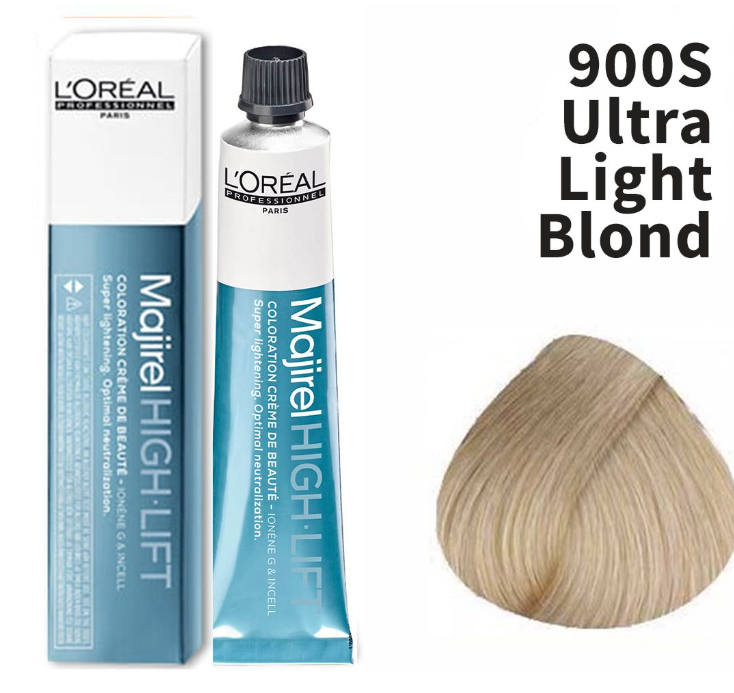 L'ORÉAL
PROFESSIONNEL
PARIS
Majirel HIGH·LIFT
COLORATION CRÈME DE BEAUTÉ - IONÈNE G & INCELL
Super lightening. Optimal neutralization.
L'ORÉAL
PROFESSIONNEL
PARIS
Majirel HIGH·LIFT
COLORATION CRÈME DE BEAUTÉ - IONÈNE G & INCELL
Super lightening. Optimal neutralization.
900S
Ultra
Light
Blond